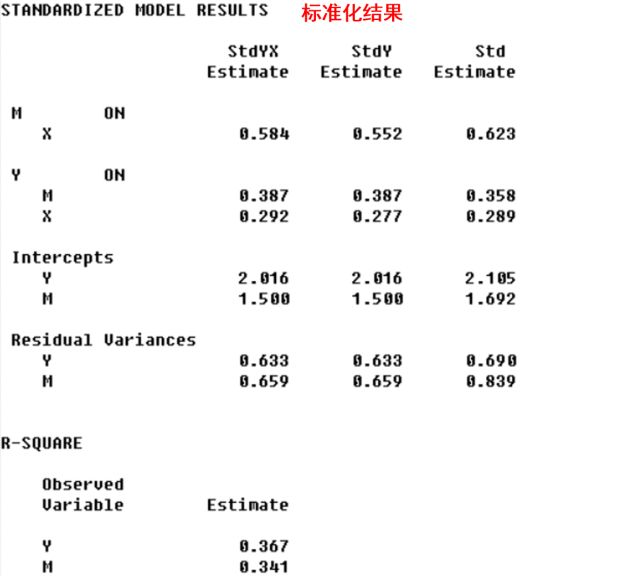 STANDARDIZED MODEL RESULTS 标准化结果
StdYX StdY Std
Estimate Estimate Estimate
M ON
X 0.584 0.552 0.623
Y ON
M 0.387 0.387 0.358
X 0.292 0.277 0.289
Intercepts
Y 2.016 2.016 2.105
M 1.500 1.500 1.692
Residual Variances
Y 0.633 0.633 0.690
M 0.659 0.659 0.839
R-SQUARE
Observed
Variable Estimate
Y 0.367
M 0.341